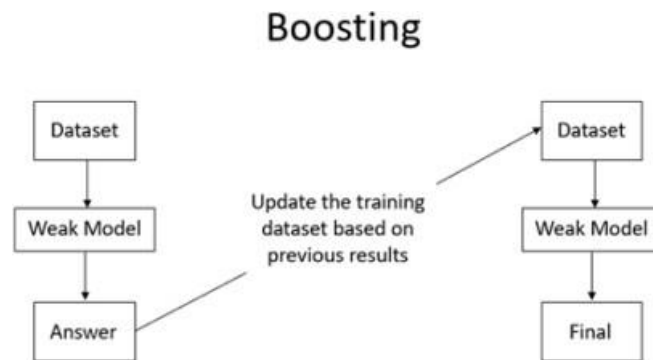 Boosting
Dataset
Weak Model
Answer
Update the training
dataset based on
previous results
Dataset
Weak Model
Final